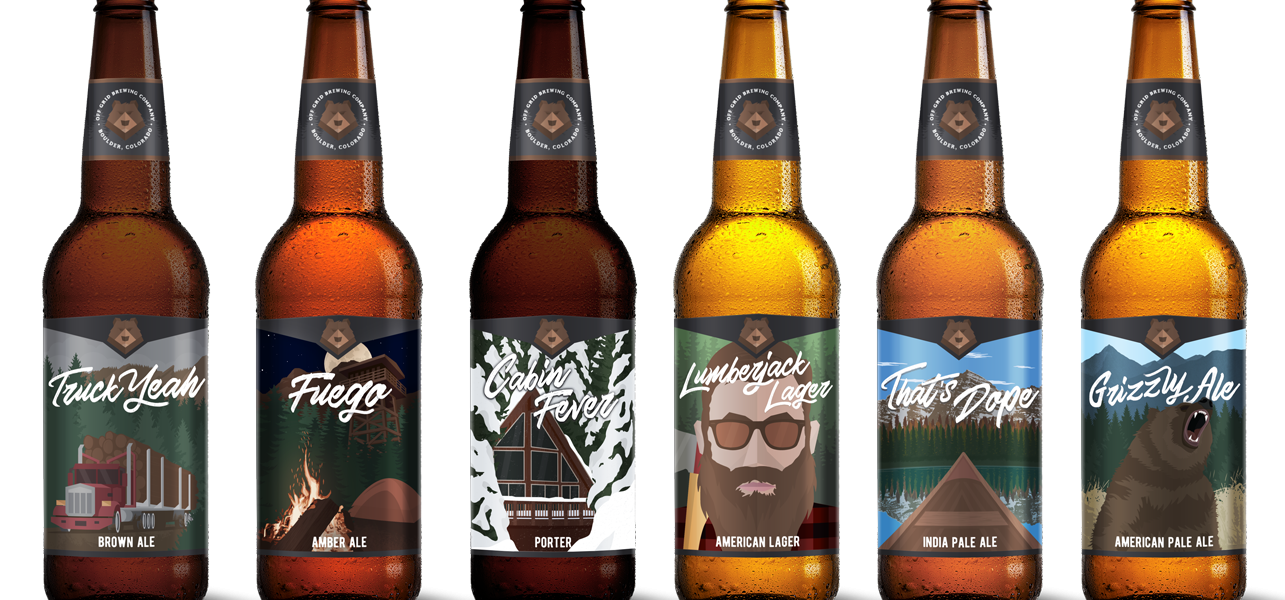 OFF GRID BREWING COMPANY
• BOULDER, COLORADO •
Truck Yeah
BROWN ALE
OFF GRID BREWING COMPANY
• BOULDER, COLORADO •
Fuego
AMBER ALE
OFF GRID BREWING COMPANY
• BOULDER, COLORADO •
Cabin
Fever
PORTER
OFF GRID BREWING COMPANY
• BOULDER, COLORADO •
Lumberjack
Lager
AMERICAN LAGER
OFF GRID BREWING COMPANY
• BOULDER, COLORADO •
That's
Dope
INDIA PALE ALE
OFF GRID BREWING COMPANY
• BOULDER, COLORADO •
Grizzly Ale
AMERICAN PALE ALE